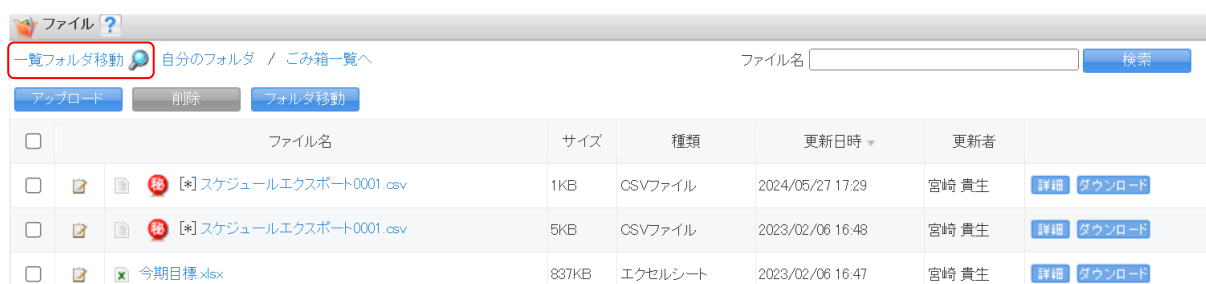 ファイル ?
一覧フォルダ移動 自分のフォルダ / ごみ箱一覧へ ファイル名 検索
アップロード 削除 フォルダ移動
ファイル名 サイズ 種類 更新日時 更新者
秘 [*]スケジュールエクスポート0001.csv 1KB CSVファイル 2024/05/27 17:29 宮崎 貴生 詳細 ダウンロード
秘 [*]スケジュールエクスポート0001.csv 5KB CSVファイル 2023/02/06 16:48 宮崎 貴生 詳細 ダウンロード
今期目標.xlsx 837KB エクセルシート 2023/02/06 16:47 宮崎 貴生 詳細 ダウンロード